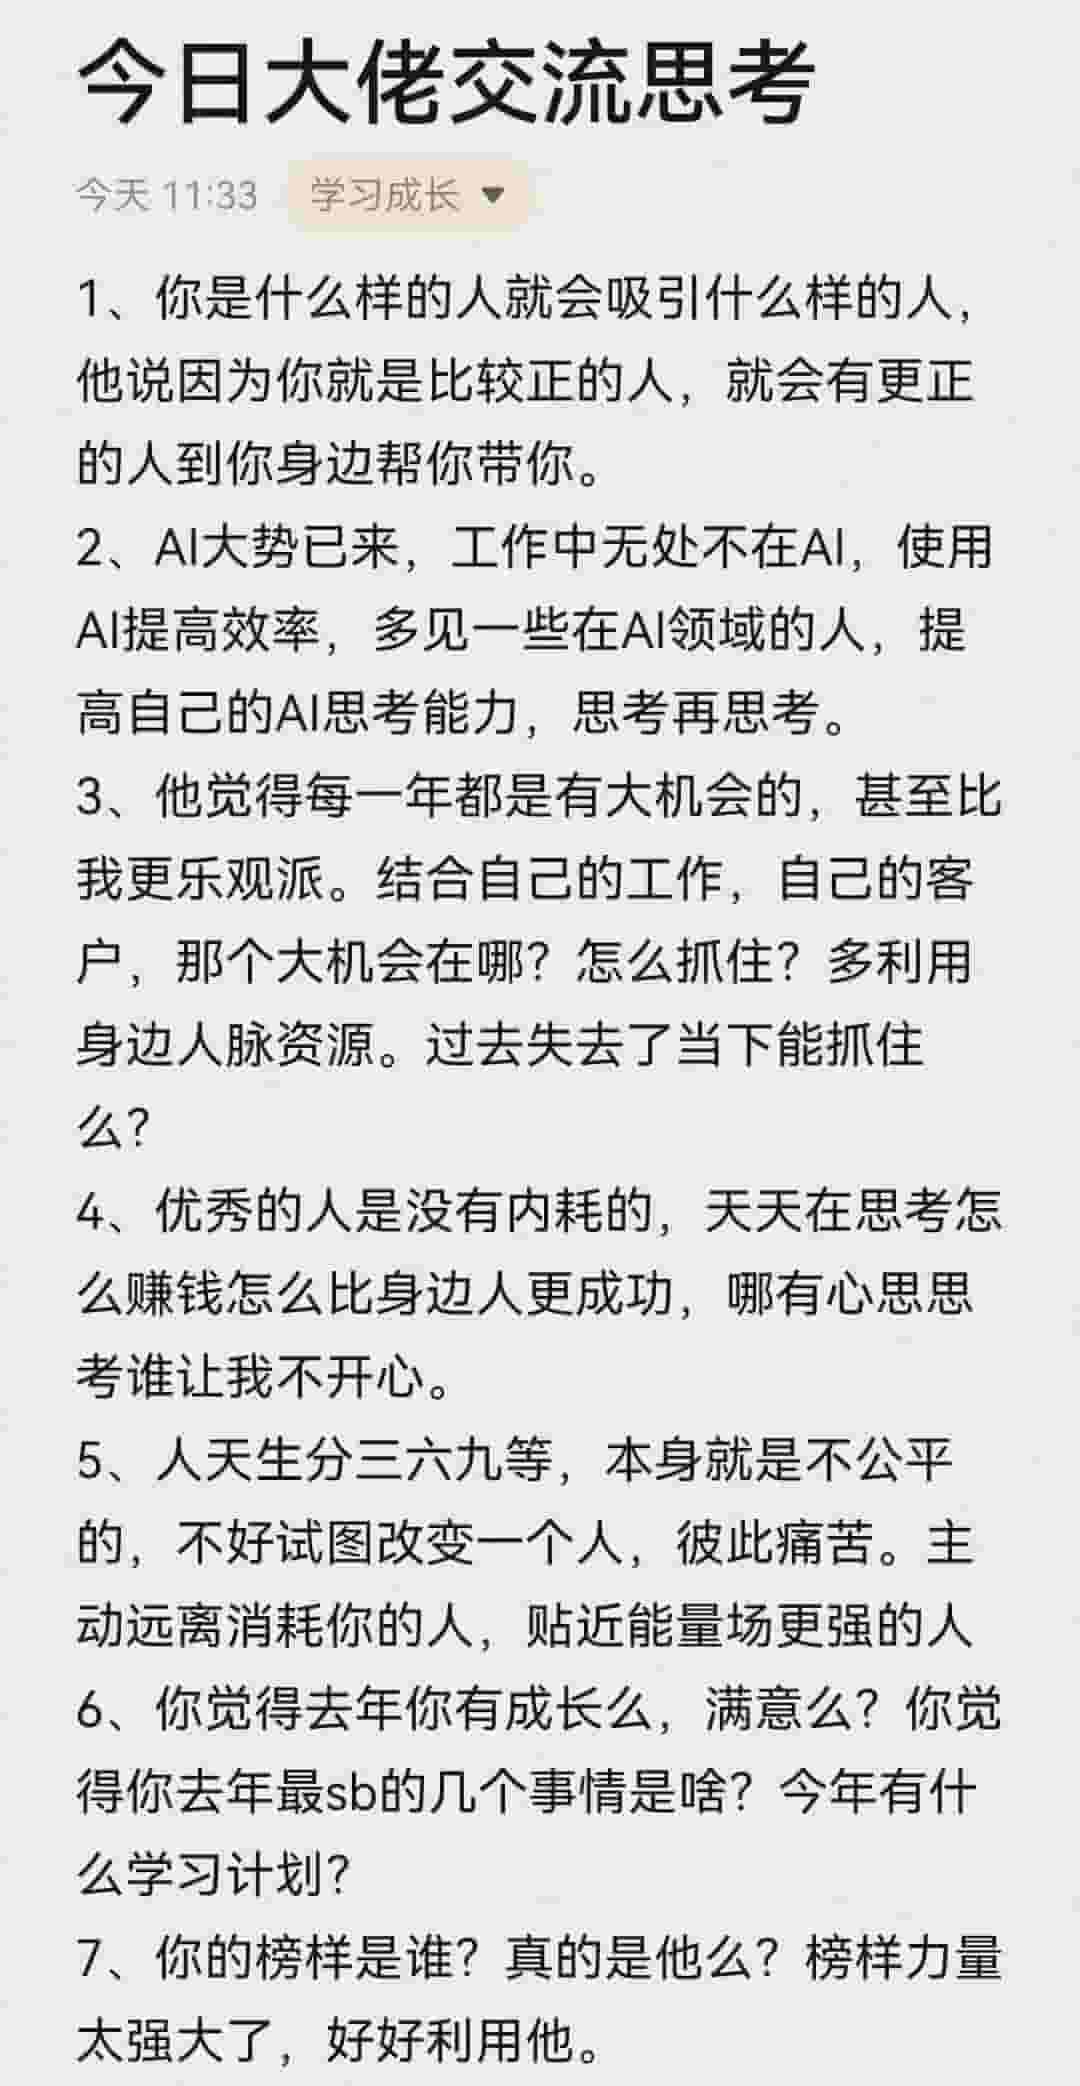 今日大佬交流思考
今天 11:33 学习成长
1、你是什么样的人就会吸引什么样的人，
他说因为你就是比较正的人，就会有更正
的人到你身边帮你带你。
2、AI大势已来，工作中无处不在AI，使用
AI提高效率，多见一些在AI领域的人，提
高自己的AI思考能力，思考再思考。
3、他觉得每一年都是有大机会的，甚至比
我更乐观派。结合自己的工作，自己的客
户，那个大机会在哪？怎么抓住？多利用
身边人脉资源。过去失去了当下能抓住
么？
4、优秀的人是没有内耗的，天天在思考怎
么赚钱怎么比身边人更成功，哪有心思思
考谁让我不开心。
5、人天生分三六九等，本身就是不公平
的，不好试图改变一个人，彼此痛苦。主
动远离消耗你的人，贴近能量场更强的人
6、你觉得去年你有成长么，满意么？你觉
得你去年最sb的几个事情是啥？今年有什
么学习计划？
7、你的榜样是谁？真的是他么？榜样力量
太强大了，好好利用他。